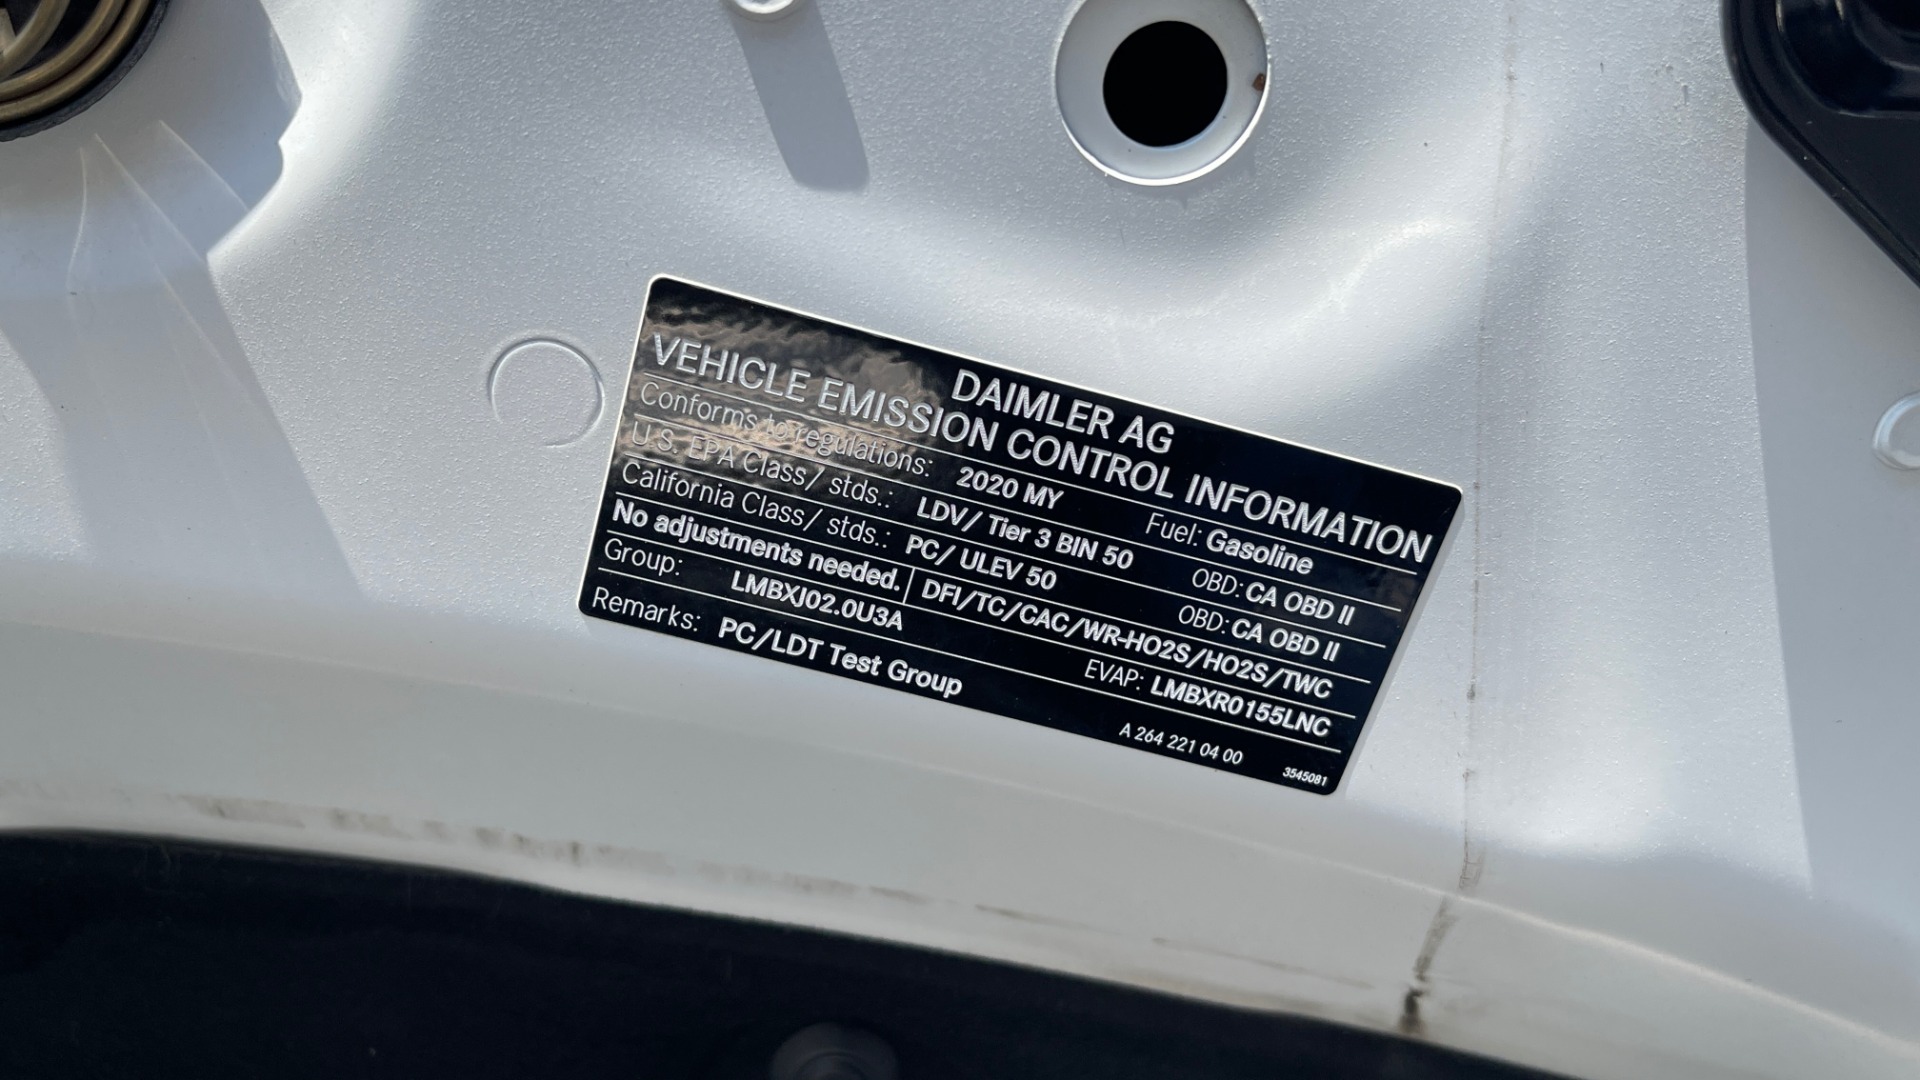 DAIMLER AG
VEHICLE EMISSION CONTROL INFORMATION
Conforms to regulations: 2020 MY Fuel: Gasoline
U.S. EPA Class/ stds.: LDV/ Tier 3 BIN 50 OBD: CA OBD II
California Class/ stds.: PC/ ULEV 50 OBD: CA OBD II
No adjustments needed. DFI/TC/CAC/WR-HO2S/HO2S/TWC
Group: LMBXJ02.0U3A EVAP: LMBXR0155LNC
Remarks: PC/LDT Test Group
A 264 221 04 00 3545081